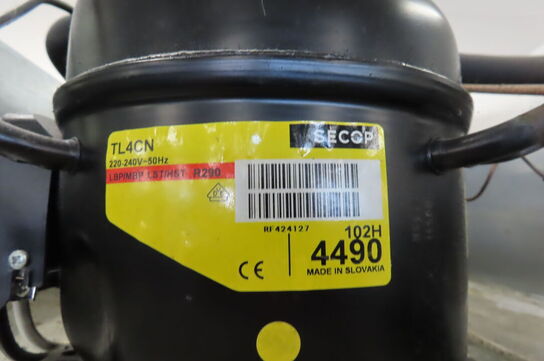 SECOP
TL4CN
220-240V~50Hz
LBP/MBP LST/HST R290
RF424127
102H
4490
CE
MADE IN SLOVAKIA